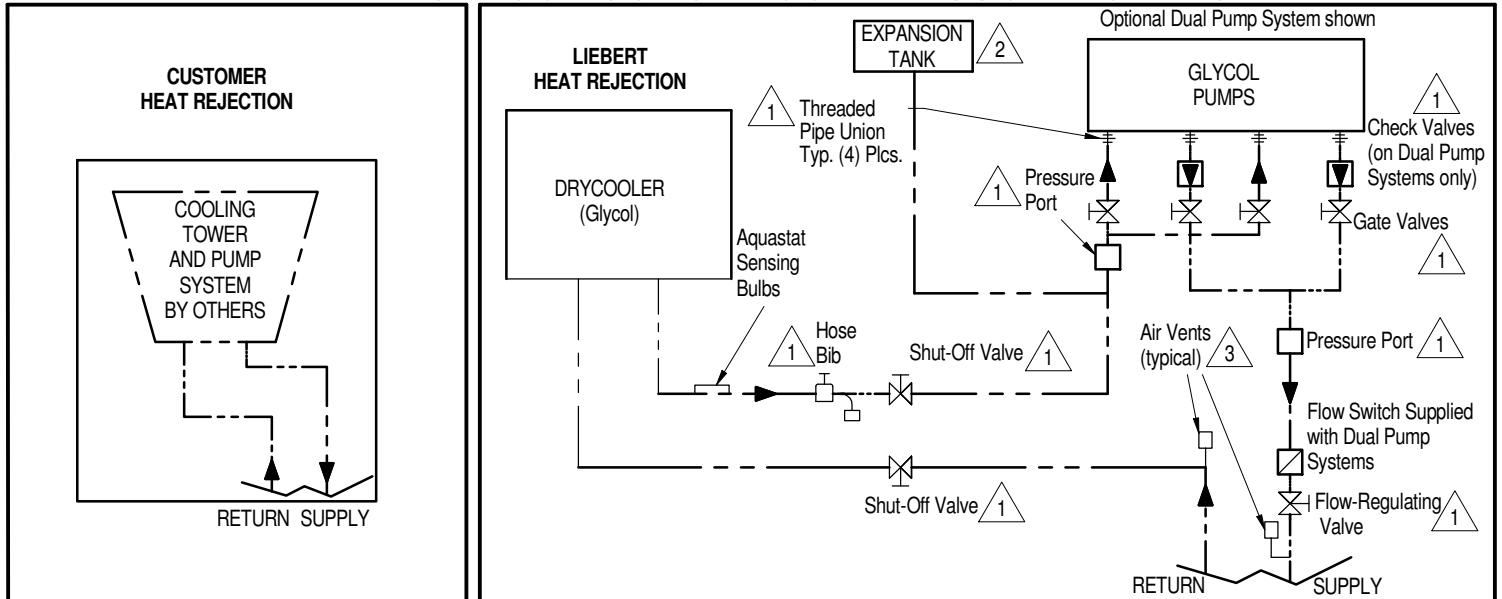 CUSTOMER
HEAT REJECTION
COOLING
TOWER
AND PUMP
SYSTEM
BY OTHERS
RETURN SUPPLY
LIEBERT
HEAT REJECTION
DRYCOOLER
(Glycol)
EXPANSION
TANK
2
Optional Dual Pump System shown
GLYCOL
PUMPS
1
Threaded
Pipe Union
Typ. (4) Plcs.
1
Check Valves
(on Dual Pump
Systems only)
1
Pressure
Port
Gate Valves
1
Aquastat
Sensing
Bulbs
1
Hose
Bib
Shut-Off Valve
1
Air Vents
(typical)
3
Pressure Port
1
Flow Switch Supplied
with Dual Pump
Systems
Shut-Off Valve
1
Flow-Regulating
Valve
1
RETURN
SUPPLY